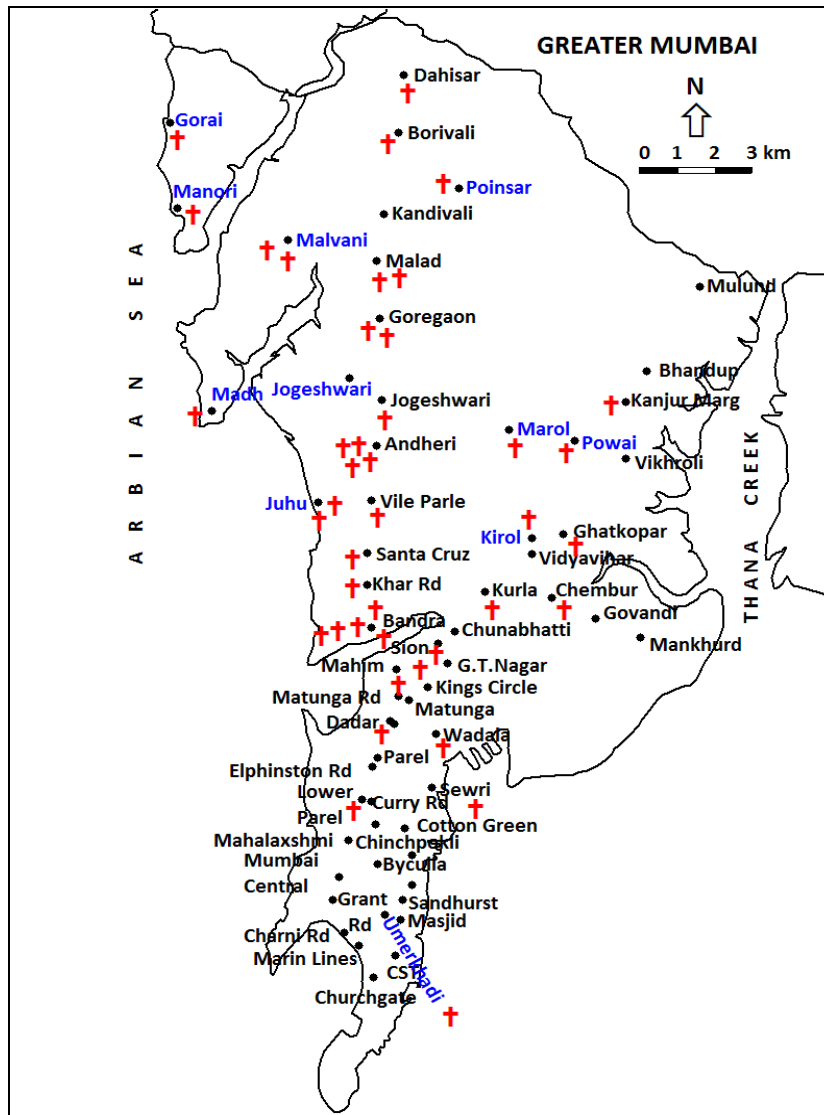 GREATER MUMBAI
N
0 1 2 3 km
Dahisar
Gorai
Borivali
Manori
Poinsar
Kandivali
Malvani
Malad
Mulund
Goregaon
Bhandup
Jogeshwari
Madh
Jogeshwari
Kanjur Marg
Marol
Andheri
Powai
Vikhroli
Juhu
Vile Parle
Kirol
Ghatkopar
Santa Cruz
Vidyavihar
Khar Rd
Kurla
Chembur
Govandi
Bandra
Chunabhatti
Mankhurd
Sion
Mahim
G.T.Nagar
Kings Circle
Matunga Rd
Matunga
Dadar
Wadala
Parel
Elphinston Rd
Lower
Parel
Sewri
Curry Rd
Cotton Green
Mahalaxshmi
Chinchpokli
Mumbai
Central
Byculla
Grant
Rd
Sandhurst
Masjid
Charni Rd
Marin Lines
Umerkhadi
CST
Churchgate
ARBIAN SEA
THANA CREEK